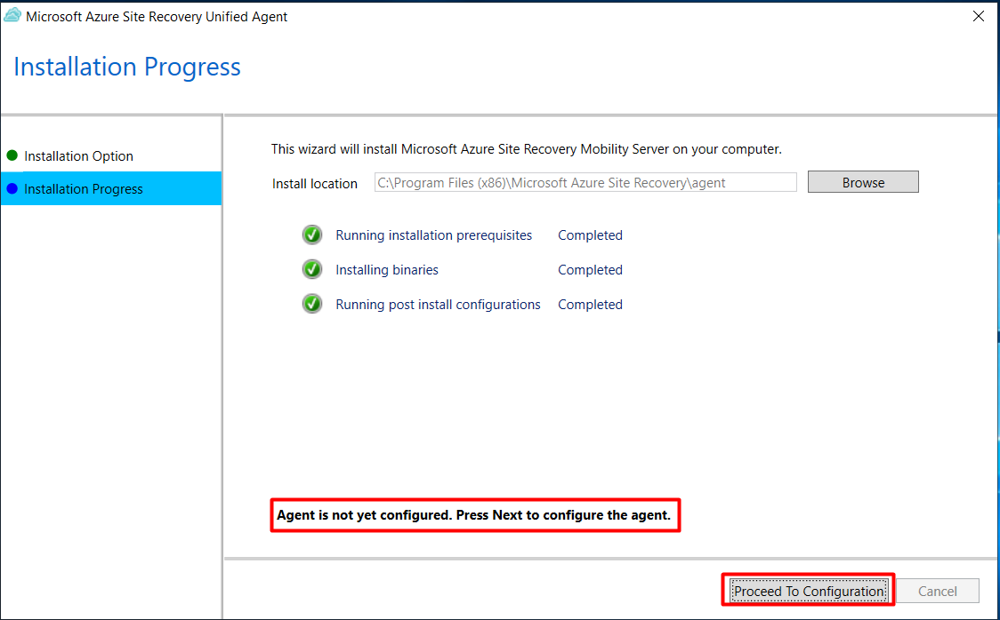 Microsoft Azure Site Recovery Unified Agent
Installation Progress
Installation Option
Installation Progress
This wizard will install Microsoft Azure Site Recovery Mobility Server on your computer.
Install location C:\Program Files (x86)\Microsoft Azure Site Recovery\agent Browse
Running installation prerequisites Completed
Installing binaries Completed
Running post install configurations Completed
Agent is not yet configured. Press Next to configure the agent.
Proceed To Configuration Cancel